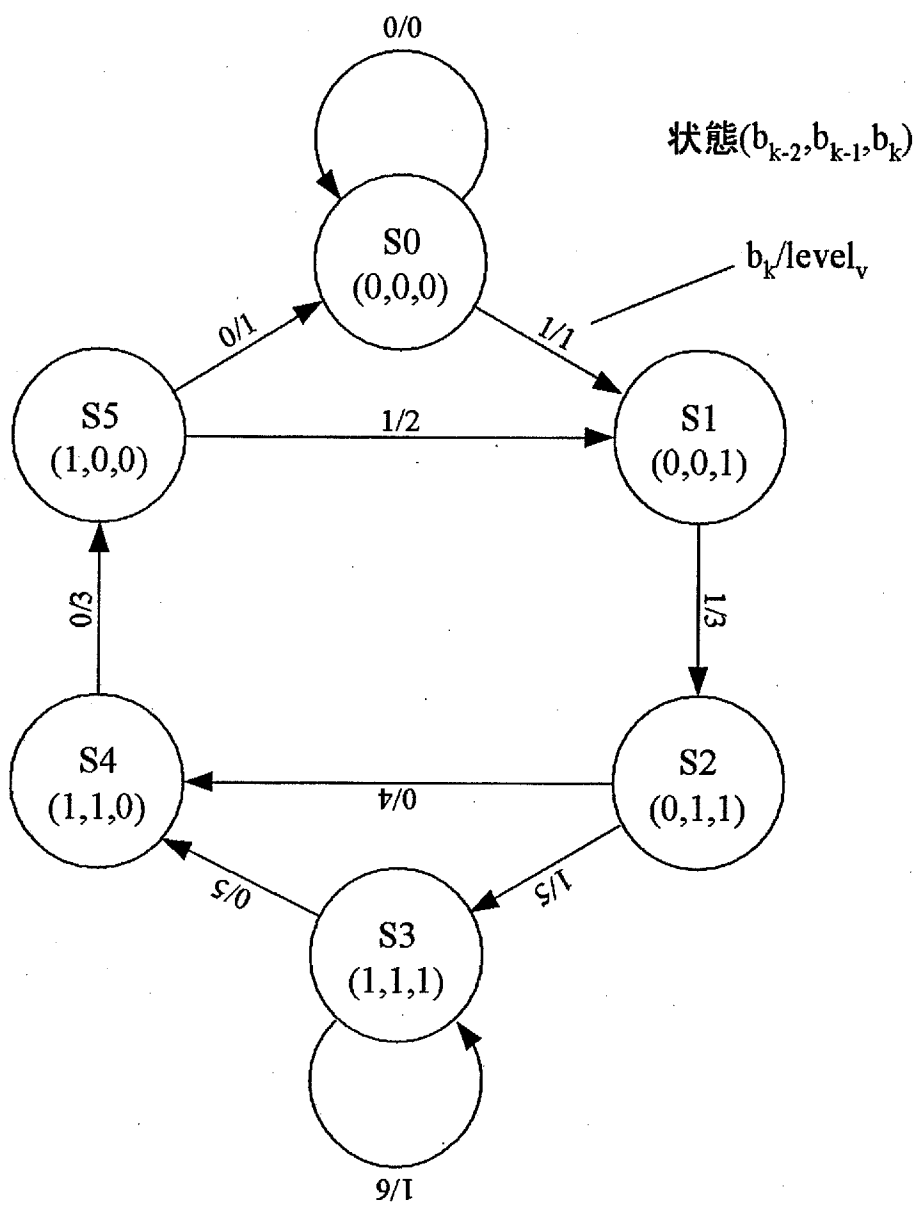 0/0
状態(b_{k-2},b_{k-1},b_k)
S0
(0,0,0)
b_k/level_v
0/1
1/1
S5
(1,0,0)
1/2
S1
(0,0,1)
0/3
1/3
S4
(1,1,0)
0/4
S2
(0,1,1)
0/5
1/5
S3
(1,1,1)
1/6